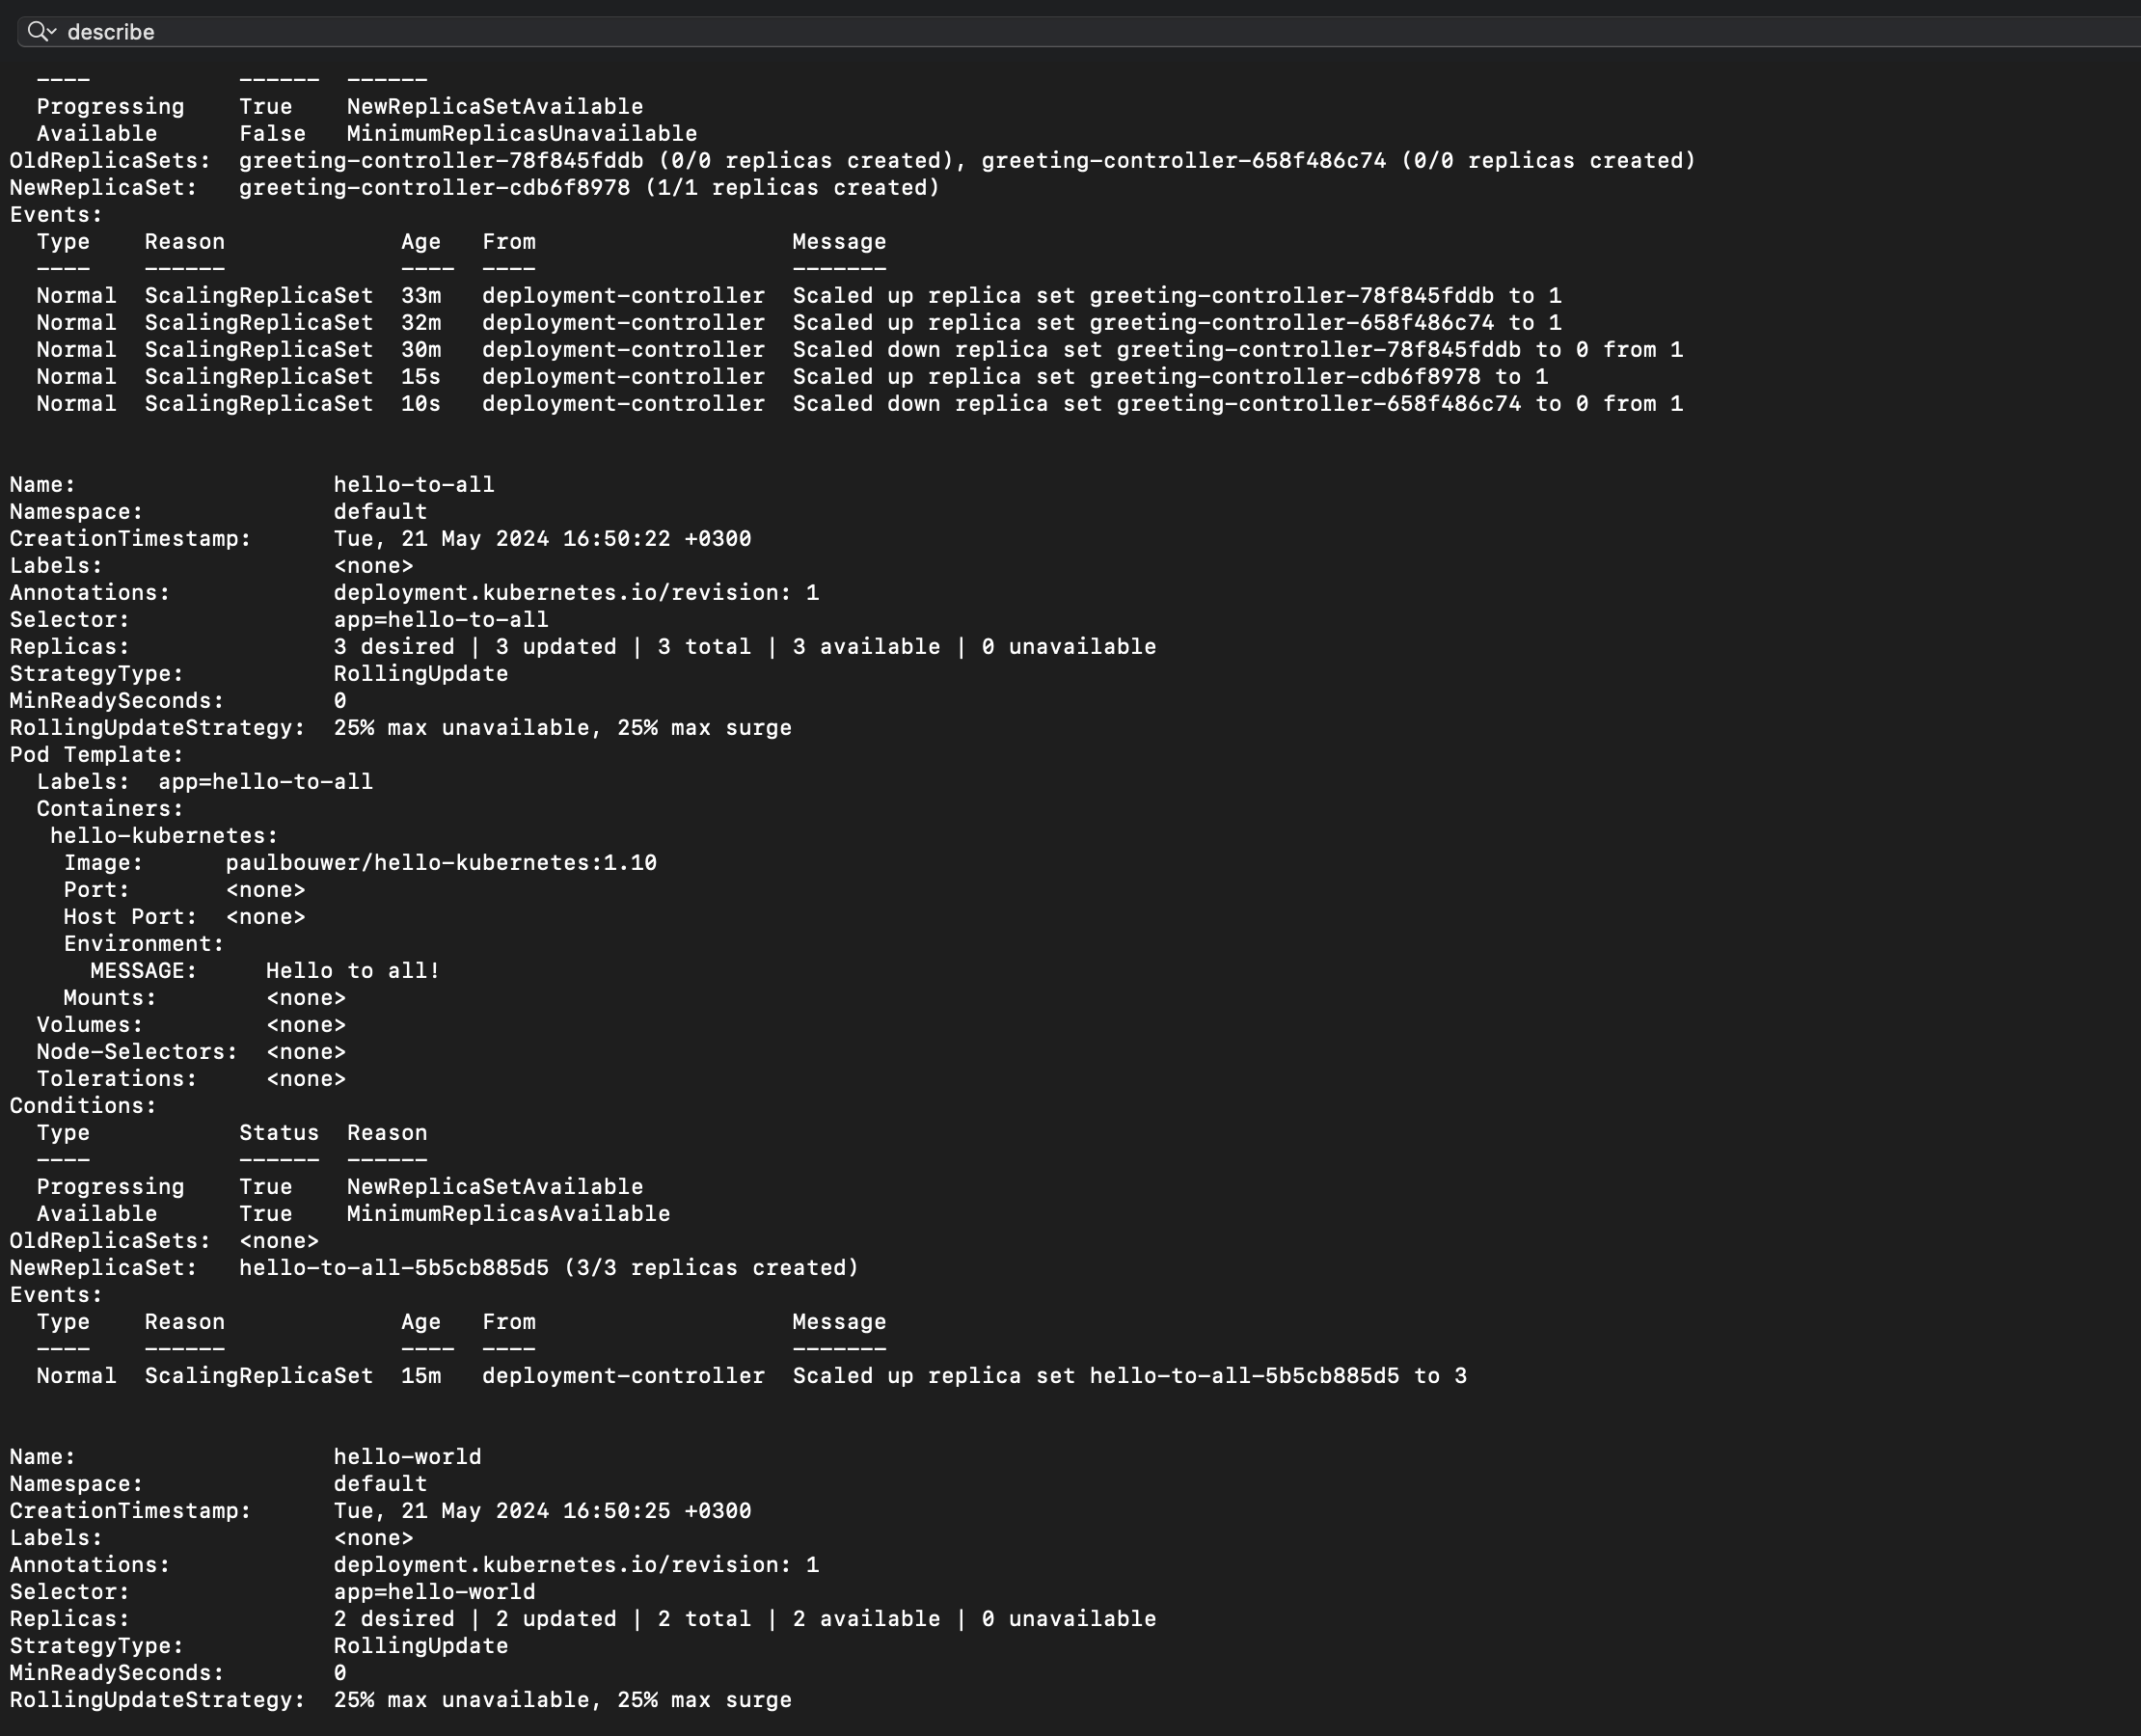 describe
----           ------  ------
  Progressing    True    NewReplicaSetAvailable
  Available      False   MinimumReplicasUnavailable
OldReplicaSets:  greeting-controller-78f845fddb (0/0 replicas created), greeting-controller-658f486c74 (0/0 replicas created)
NewReplicaSet:   greeting-controller-cdb6f8978 (1/1 replicas created)
Events:
  Type    Reason             Age   From                   Message
  ----    ------             ----  ----                   -------
  Normal  ScalingReplicaSet  33m   deployment-controller  Scaled up replica set greeting-controller-78f845fddb to 1
  Normal  ScalingReplicaSet  32m   deployment-controller  Scaled up replica set greeting-controller-658f486c74 to 1
  Normal  ScalingReplicaSet  30m   deployment-controller  Scaled down replica set greeting-controller-78f845fddb to 0 from 1
  Normal  ScalingReplicaSet  15s   deployment-controller  Scaled up replica set greeting-controller-cdb6f8978 to 1
  Normal  ScalingReplicaSet  10s   deployment-controller  Scaled down replica set greeting-controller-658f486c74 to 0 from 1
Name:                   hello-to-all
Namespace:              default
CreationTimestamp:      Tue, 21 May 2024 16:50:22 +0300
Labels:                 <none>
Annotations:            deployment.kubernetes.io/revision: 1
Selector:               app=hello-to-all
Replicas:               3 desired | 3 updated | 3 total | 3 available | 0 unavailable
StrategyType:           RollingUpdate
MinReadySeconds:        0
RollingUpdateStrategy:  25% max unavailable, 25% max surge
Pod Template:
  Labels:  app=hello-to-all
  Containers:
   hello-kubernetes:
    Image:      paulbouwer/hello-kubernetes:1.10
    Port:       <none>
    Host Port:  <none>
    Environment:
      MESSAGE:     Hello to all!
    Mounts:        <none>
  Volumes:         <none>
  Node-Selectors:  <none>
  Tolerations:     <none>
Conditions:
  Type           Status  Reason
  ----           ------  ------
  Progressing    True    NewReplicaSetAvailable
  Available      True    MinimumReplicasAvailable
OldReplicaSets:  <none>
NewReplicaSet:   hello-to-all-5b5cb885d5 (3/3 replicas created)
Events:
  Type    Reason             Age   From                   Message
  ----    ------             ----  ----                   -------
  Normal  ScalingReplicaSet  15m   deployment-controller  Scaled up replica set hello-to-all-5b5cb885d5 to 3
Name:                   hello-world
Namespace:              default
CreationTimestamp:      Tue, 21 May 2024 16:50:25 +0300
Labels:                 <none>
Annotations:            deployment.kubernetes.io/revision: 1
Selector:               app=hello-world
Replicas:               2 desired | 2 updated | 2 total | 2 available | 0 unavailable
StrategyType:           RollingUpdate
MinReadySeconds:        0
RollingUpdateStrategy:  25% max unavailable, 25% max surge